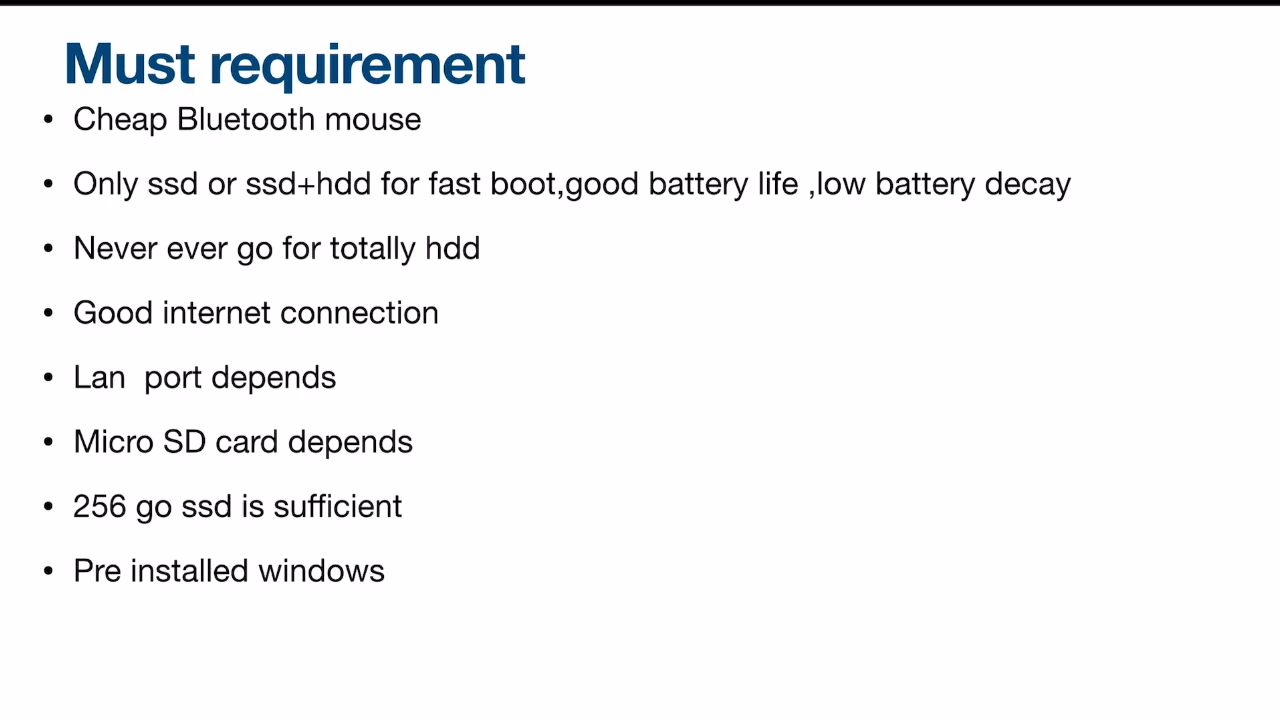 Must requirement
• Cheap Bluetooth mouse
• Only ssd or ssd+hdd for fast boot,good battery life ,low battery decay
• Never ever go for totally hdd
• Good internet connection
• Lan  port depends
• Micro SD card depends
• 256 go ssd is sufficient
• Pre installed windows